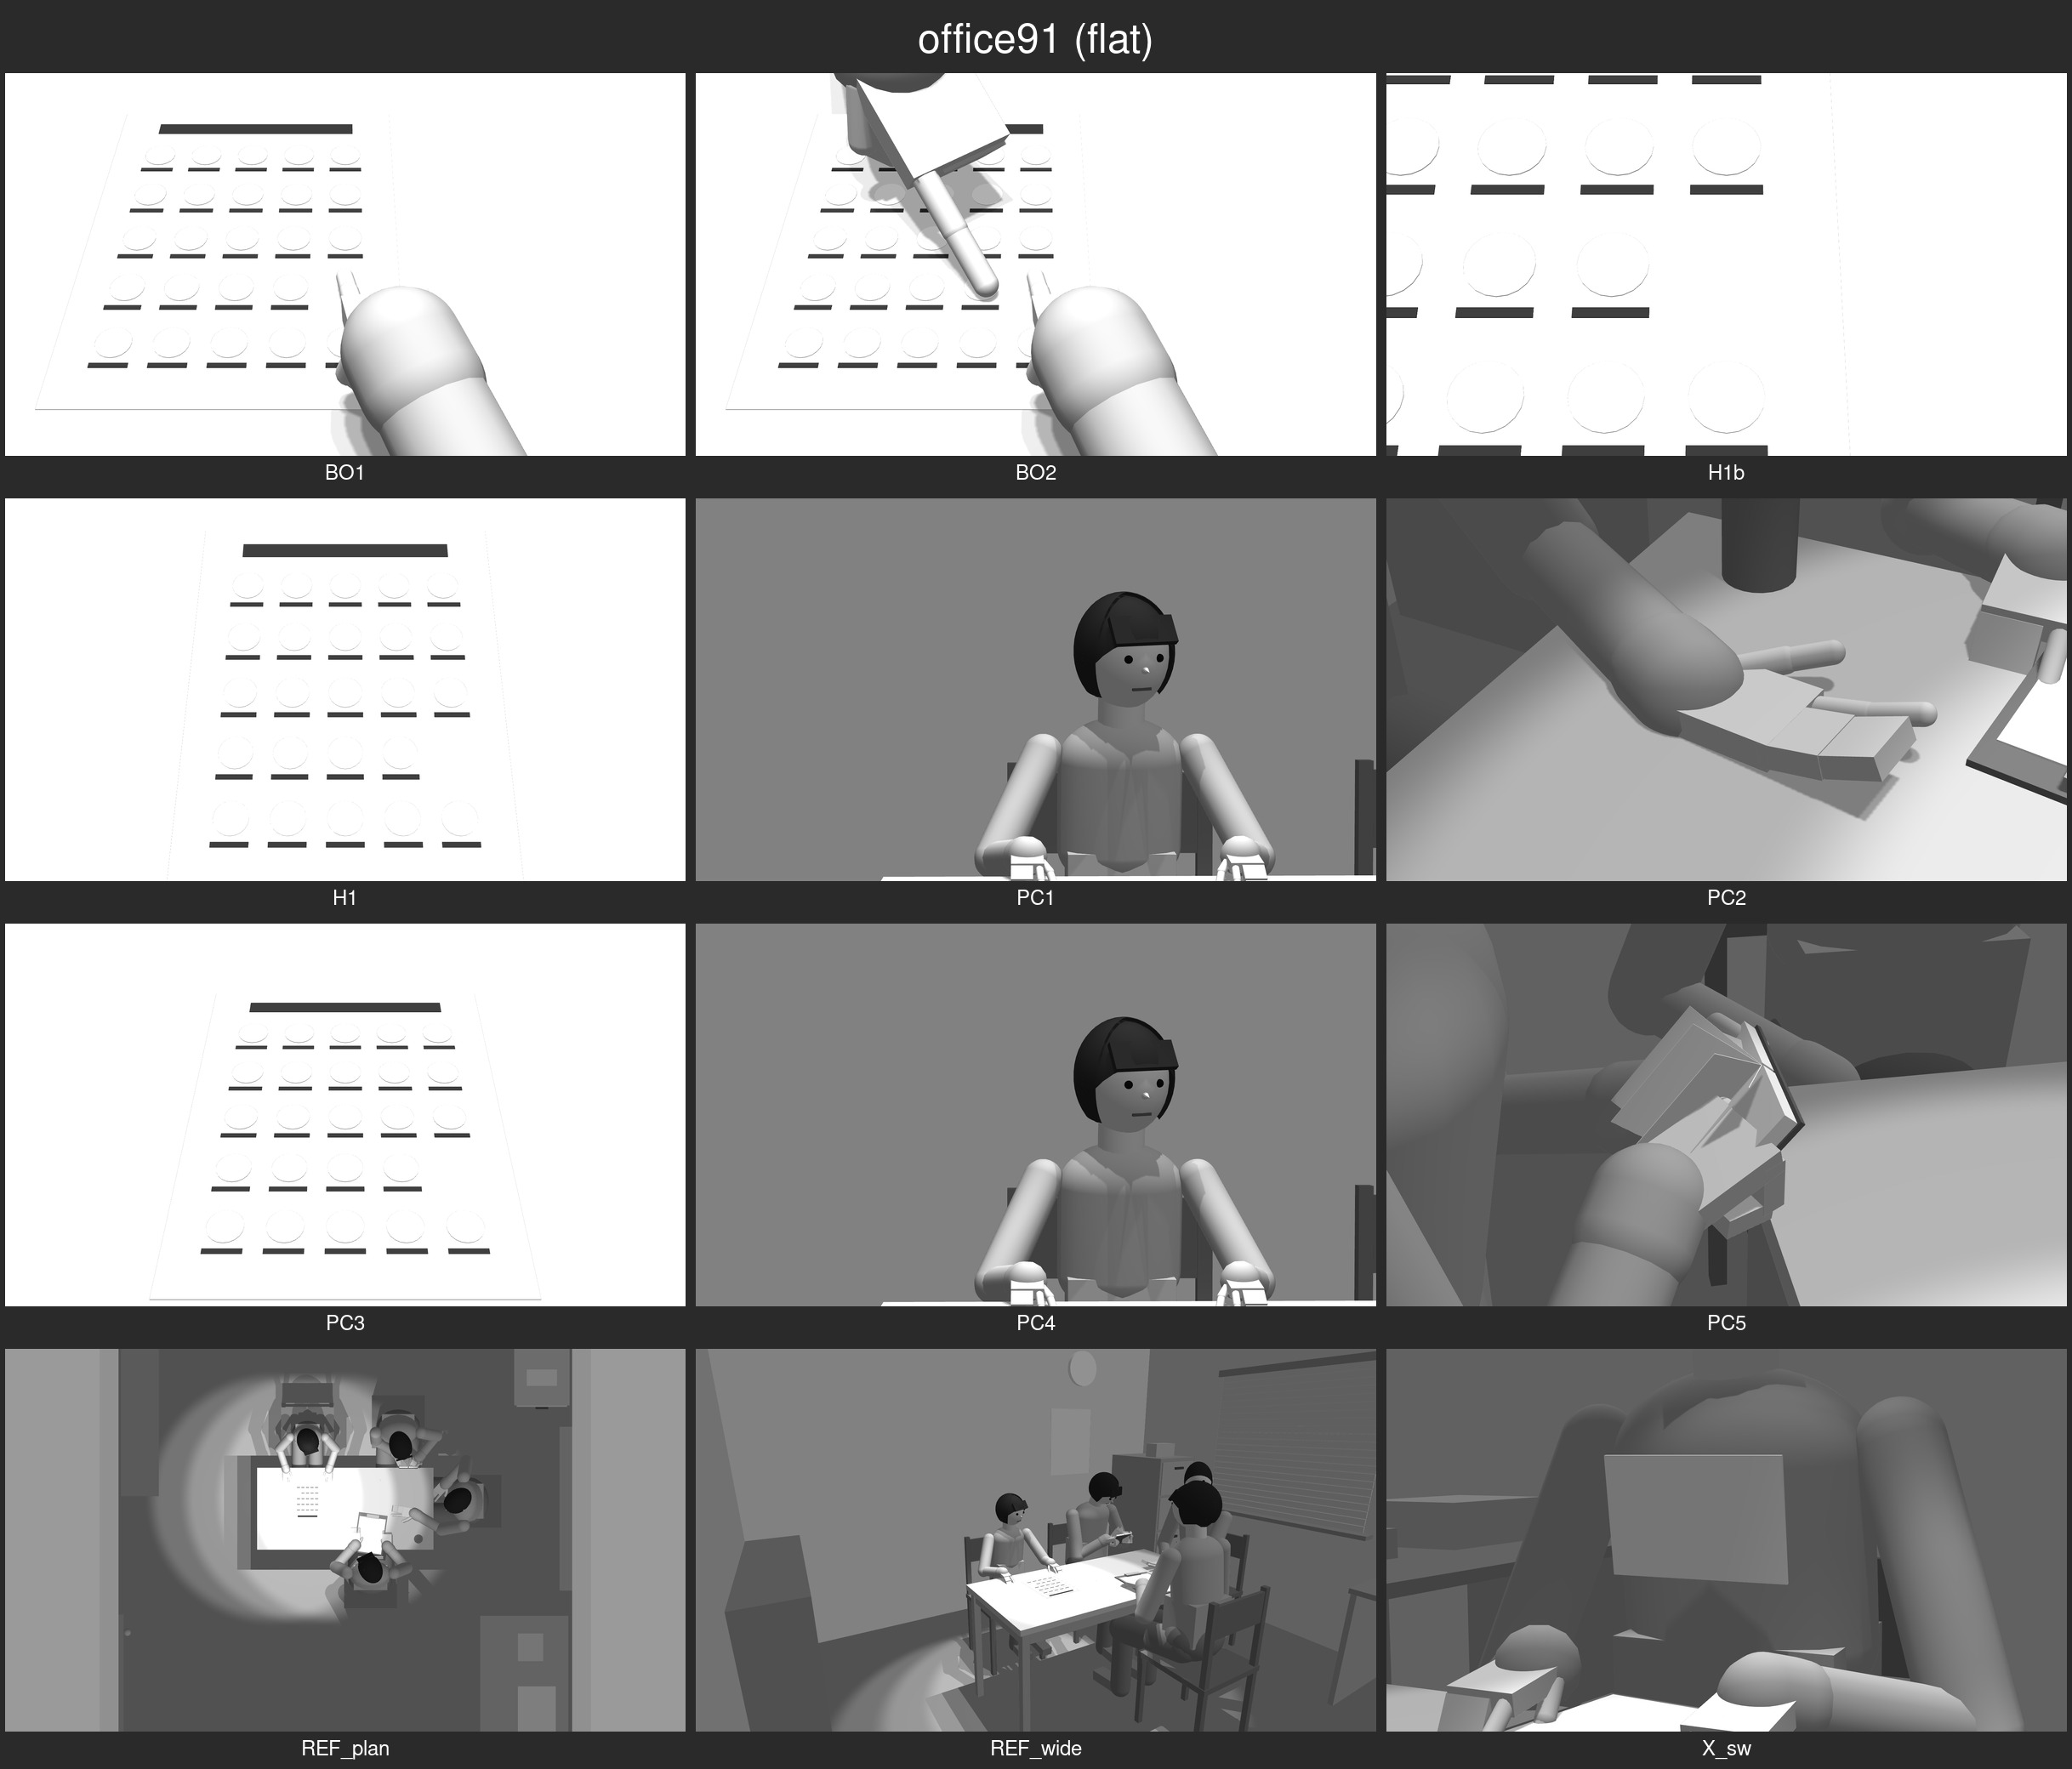 office91 (flat)
BO1
BO2
H1b
H1
PC1
PC2
PC3
PC4
PC5
REF_plan
REF_wide
X_sw